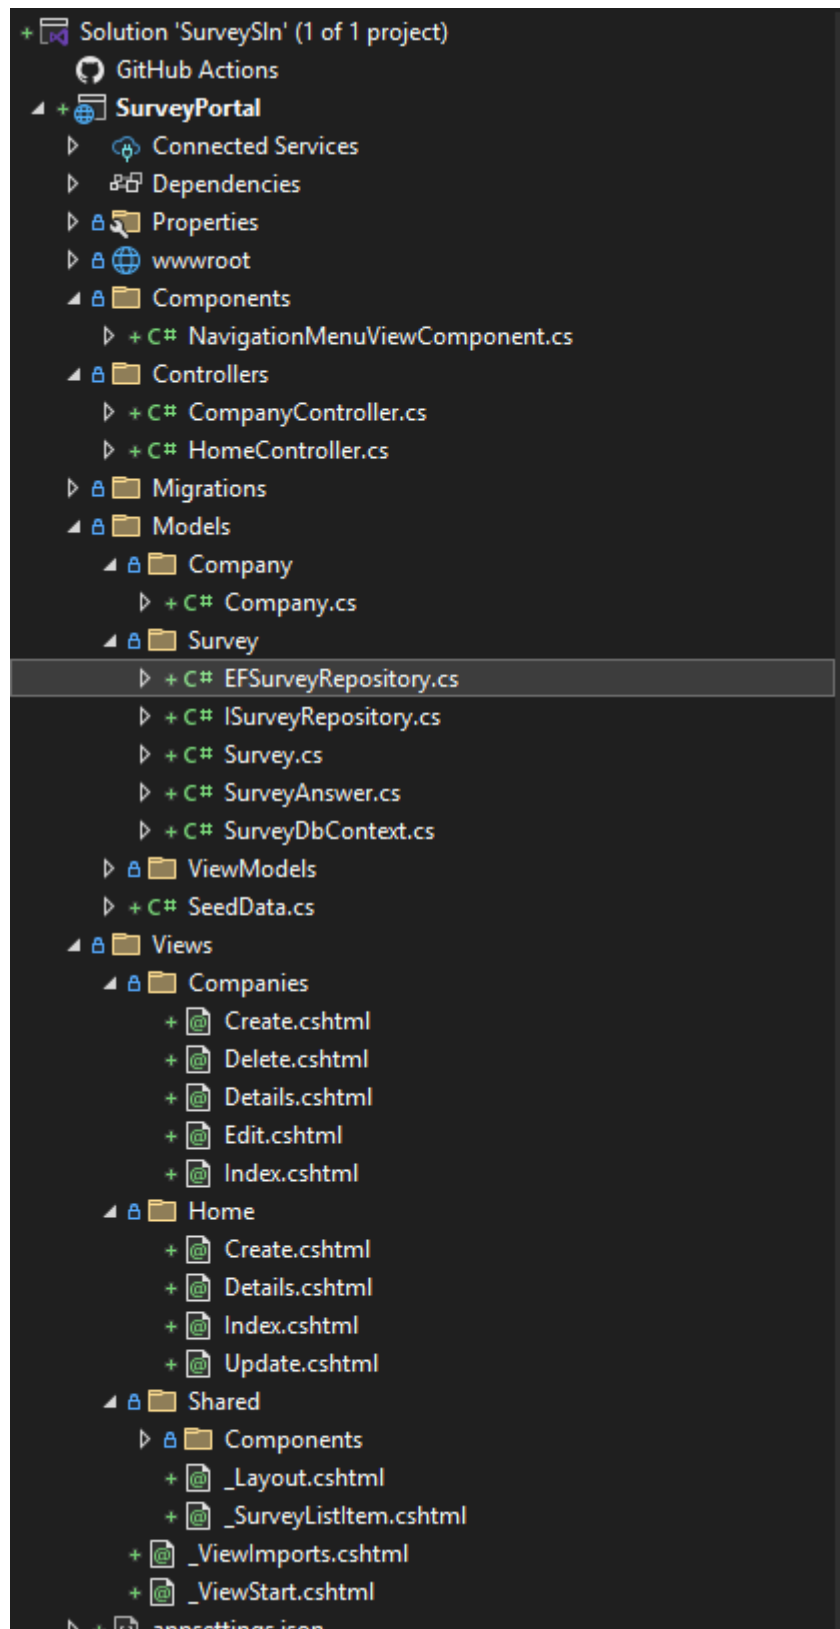 Solution 'SurveySln' (1 of 1 project)
GitHub Actions
SurveyPortal
Connected Services
Dependencies
Properties
wwwroot
Components
C# NavigationMenuViewComponent.cs
Controllers
C# CompanyController.cs
C# HomeController.cs
Migrations
Models
Company
C# Company.cs
Survey
C# EFSurveyRepository.cs
C# ISurveyRepository.cs
C# Survey.cs
C# SurveyAnswer.cs
C# SurveyDbContext.cs
ViewModels
C# SeedData.cs
Views
Companies
Create.cshtml
Delete.cshtml
Details.cshtml
Edit.cshtml
Index.cshtml
Home
Create.cshtml
Details.cshtml
Index.cshtml
Update.cshtml
Shared
Components
_Layout.cshtml
_SurveyListItem.cshtml
_ViewImports.cshtml
_ViewStart.cshtml
appsettings.json